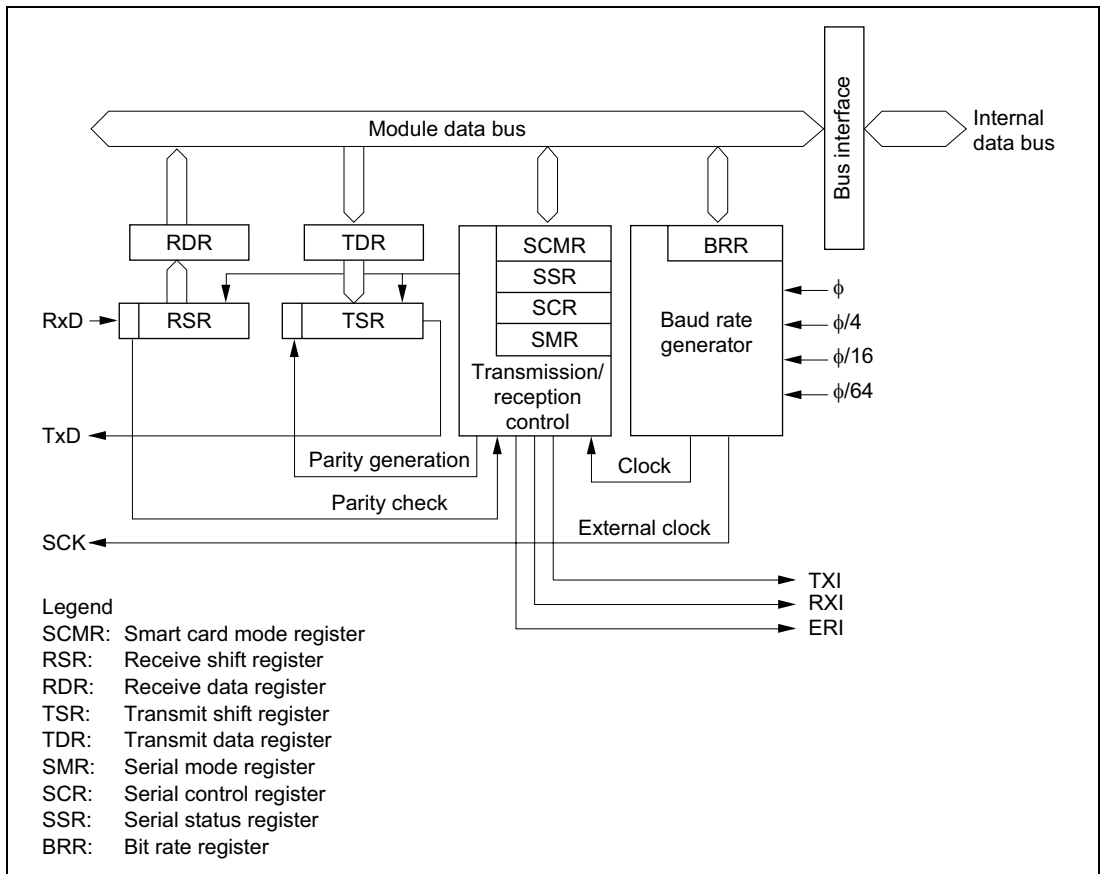 Bus interface
Internal
data bus
Module data bus
RDR
TDR
SCMR
SSR
SCR
SMR
Transmission/
reception
control
BRR
Baud rate
generator
ϕ
ϕ/4
ϕ/16
ϕ/64
RxD
RSR
TSR
TxD
Parity generation
Clock
Parity check
External clock
SCK
TXI
RXI
ERI
Legend
SCMR: Smart card mode register
RSR: Receive shift register
RDR: Receive data register
TSR: Transmit shift register
TDR: Transmit data register
SMR: Serial mode register
SCR: Serial control register
SSR: Serial status register
BRR: Bit rate register